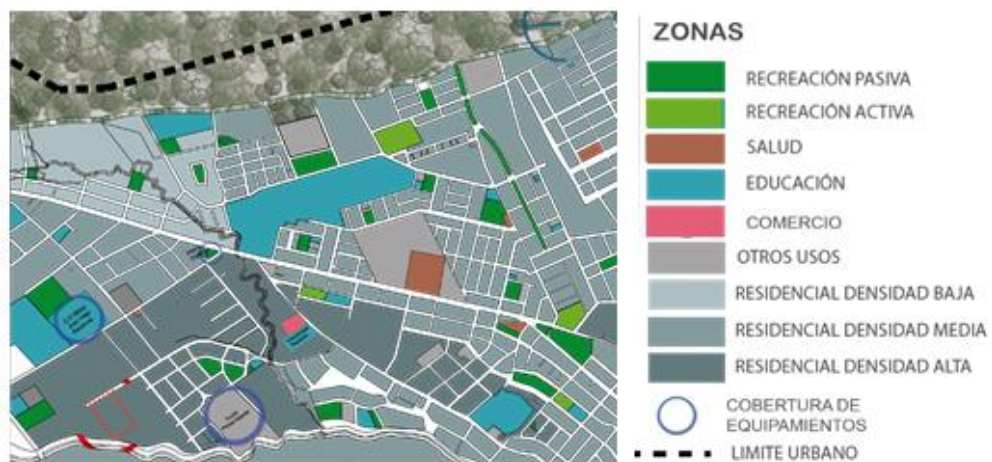 ZONAS
RECREACIÓN PASIVA
RECREACIÓN ACTIVA
SALUD
EDUCACIÓN
COMERCIO
OTROS USOS
RESIDENCIAL DENSIDAD BAJA
RESIDENCIAL DENSIDAD MEDIA
RESIDENCIAL DENSIDAD ALTA
COBERTURA DE
EQUIPAMIENTOS
LIMITE URBANO